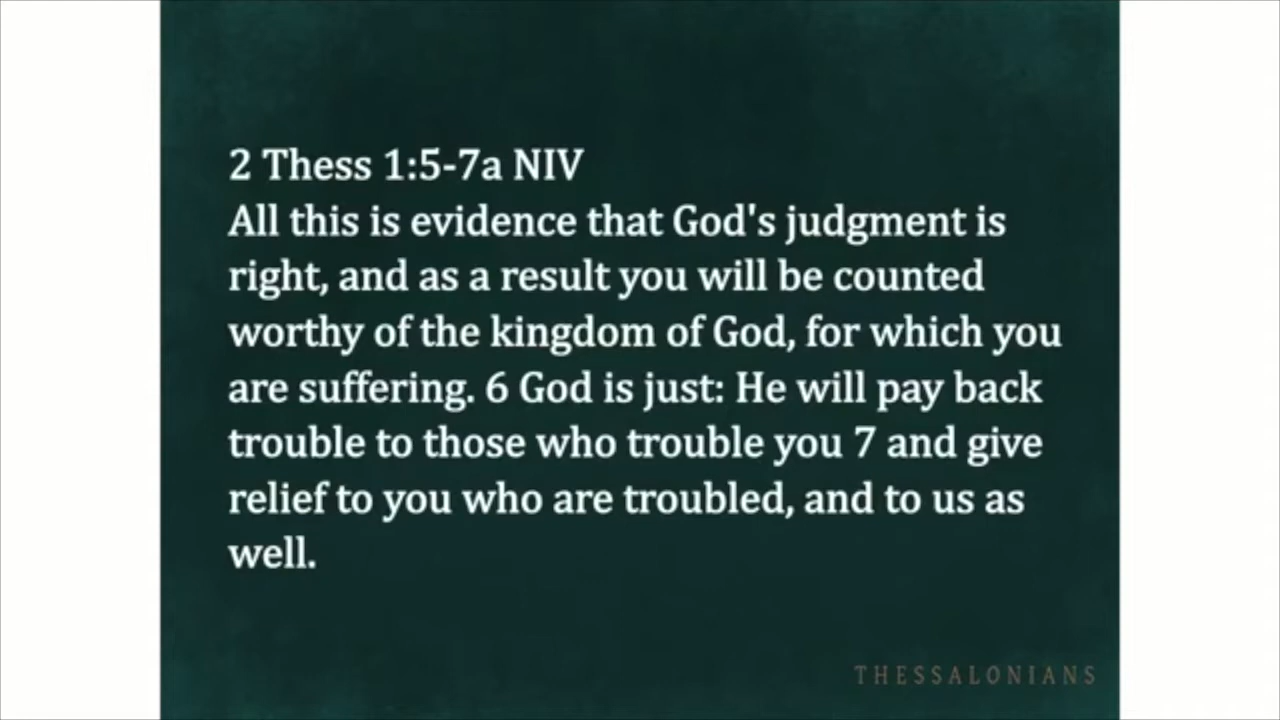 2 Thess 1:5-7a NIV
All this is evidence that God's judgment is
right, and as a result you will be counted
worthy of the kingdom of God, for which you
are suffering. 6 God is just: He will pay back
trouble to those who trouble you 7 and give
relief to you who are troubled, and to us as
well.
THESSALONIANS